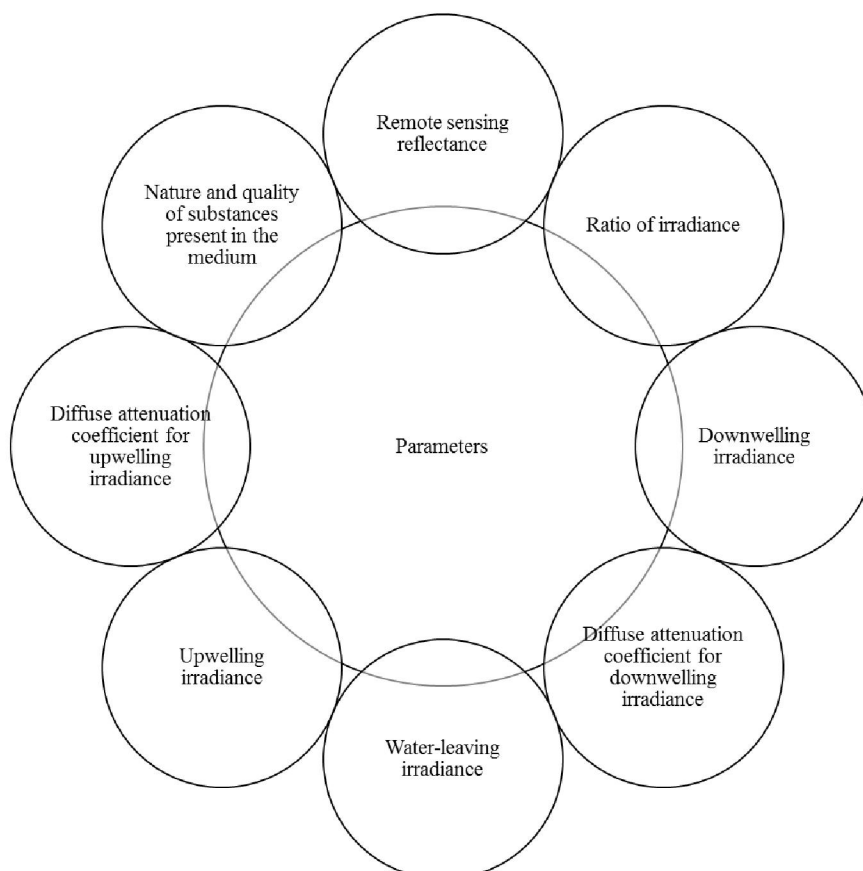 Remote sensing
reflectance
Ratio of irradiance
Downwelling
irradiance
Diffuse attenuation
coefficient for
downwelling
irradiance
Water-leaving
irradiance
Upwelling
irradiance
Diffuse attenuation
coefficient for
upwelling
irradiance
Nature and quality
of substances
present in the
medium
Parameters